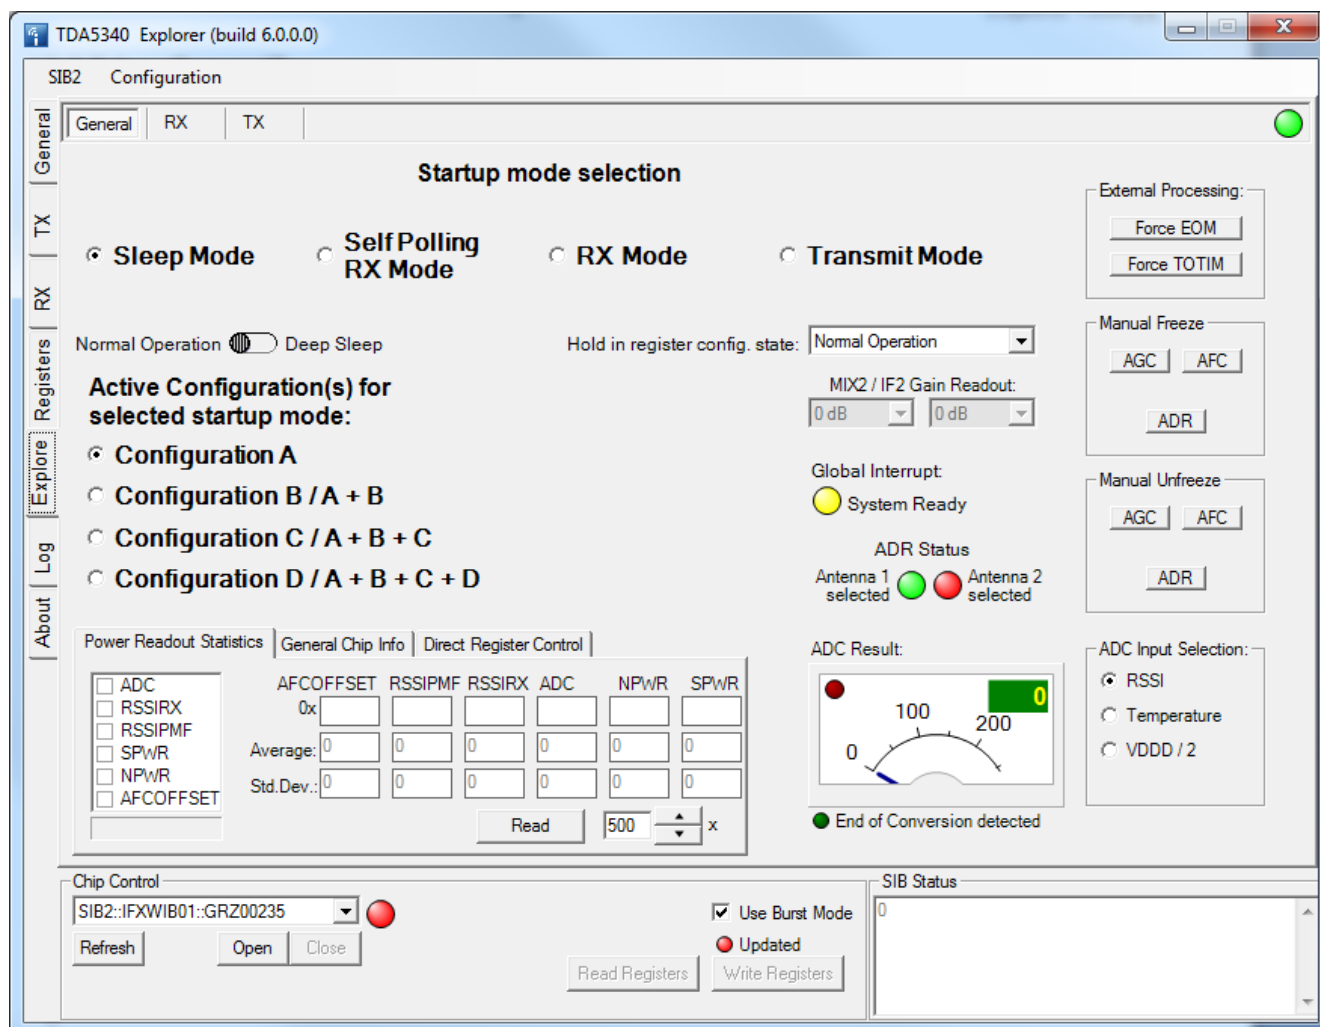 TDA5340 Explorer (build 6.0.0.0)
SIB2 Configuration
General
TX
RX
Registers
Explore
Log
About
General RX TX
Startup mode selection
Sleep Mode
Self Polling
RX Mode
RX Mode
Transmit Mode
Normal Operation Deep Sleep
Hold in register config. state: Normal Operation
Active Configuration(s) for
selected startup mode:
Configuration A
Configuration B / A + B
Configuration C / A + B + C
Configuration D / A + B + C + D
MIX2 / IF2 Gain Readout:
0 dB 0 dB
Global Interrupt:
System Ready
ADR Status
Antenna 1
selected
Antenna 2
selected
External Processing:
Force EOM
Force TOTIM
Manual Freeze
AGC AFC
ADR
Manual Unfreeze
AGC AFC
ADR
Power Readout Statistics General Chip Info Direct Register Control
ADC
RSSIRX
RSSIPMF
SPWR
NPWR
AFCOFFSET
AFCOFFSET RSSIPMF RSSIRX ADC NPWR SPWR
0x
Average: 0 0 0 0 0 0
Std.Dev.: 0 0 0 0 0 0
Read 500 x
ADC Result:
0
0 100 200
End of Conversion detected
ADC Input Selection:
RSSI
Temperature
VDDD / 2
Chip Control
SIB2::IFXWIB01::GRZ00235
Refresh Open Close
Use Burst Mode
Updated
Read Registers Write Registers
SIB Status
0